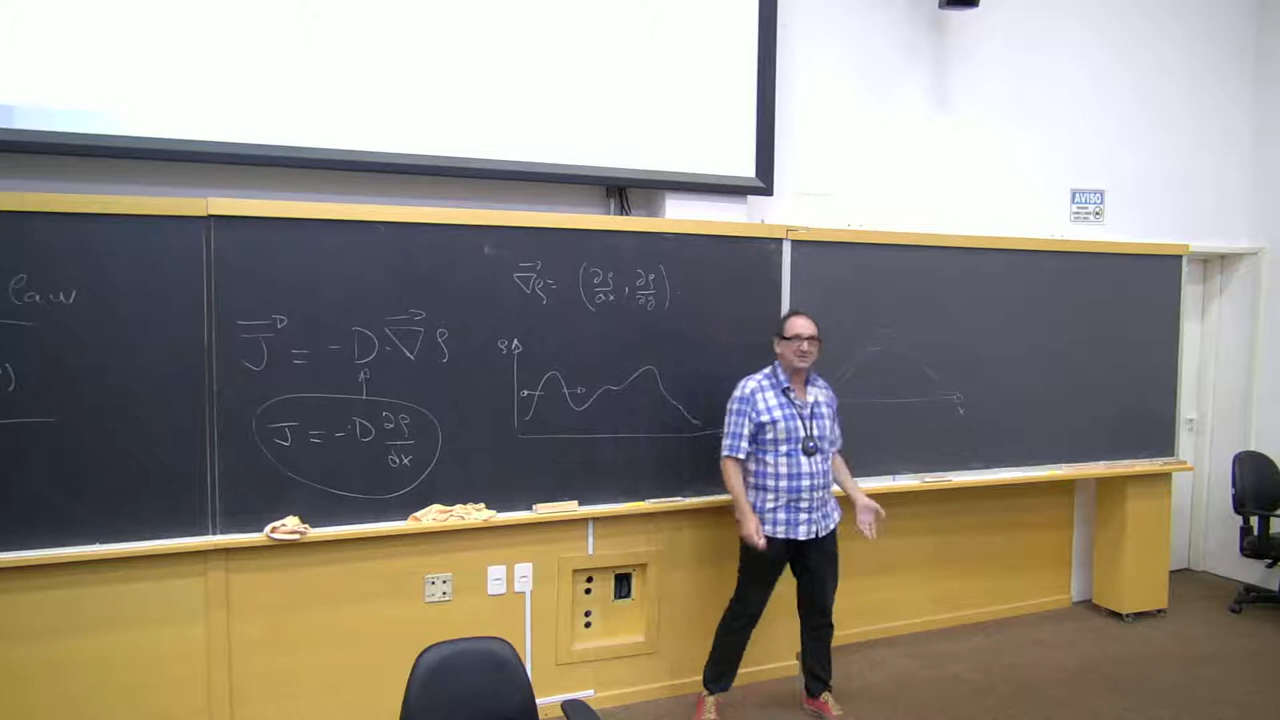 law
)
J⃗ = -D.∇⃗ρ
J = -D ∂ρ/∂x
∇⃗ρ= (∂ρ/∂x, ∂ρ/∂y).
ρ
x
AVISO